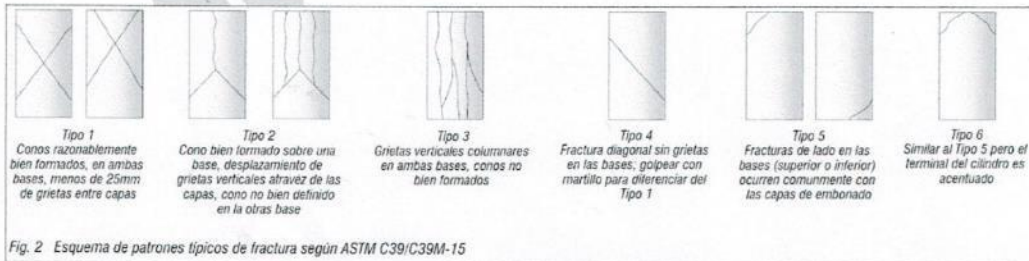 Tipo 1
Conos razonablemente
bien formados, en ambas
bases, menos de 25mm
de grietas entre capas
Tipo 2
Cono bien formado sobre una
base, desplazamiento de
grietas verticales atravez de las
capas, cono no bien definido
en la otras base
Tipo 3
Grietas verticales columnares
en ambas bases, conos no
bien formados
Tipo 4
Fractura diagonal sin grietas
en las bases; golpear con
martillo para diferenciar del
Tipo 1
Tipo 5
Fracturas de lado en las
bases (superior o inferior)
ocurren comunmente con
las capas de embonado
Tipo 6
Similar al Tipo 5 pero el
terminal del cilindro es
acentuado
Fig. 2 Esquema de patrones típicos de fractura según ASTM C39/C39M-15